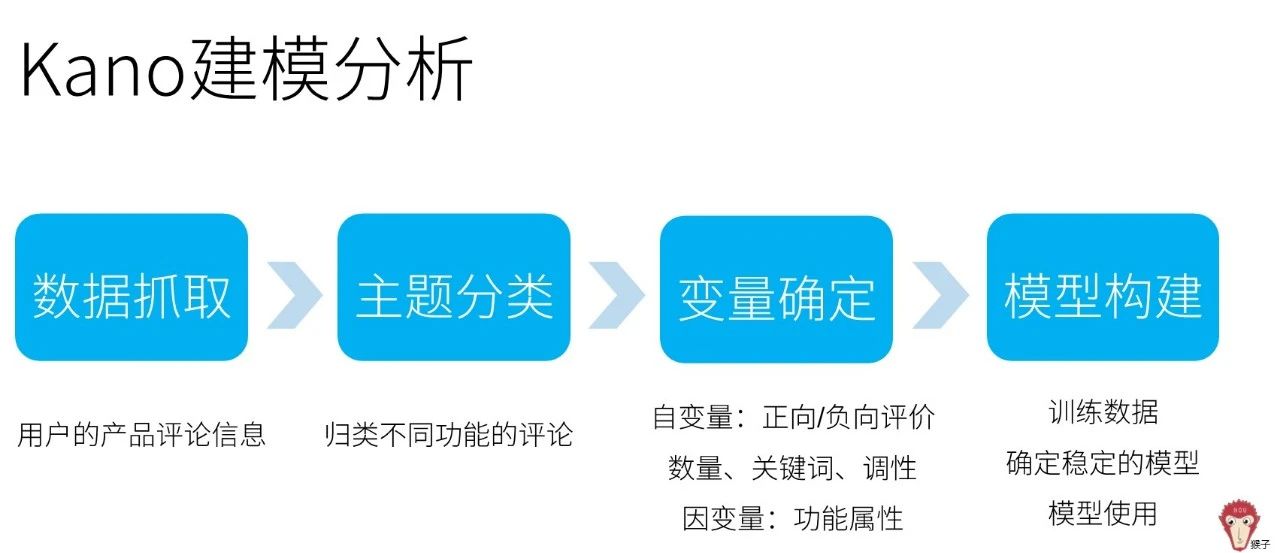 Kano建模分析
数据抓取
主题分类
变量确定
模型构建
用户的产品评论信息
归类不同功能的评论
自变量：正向/负向评价
数量、关键词、调性
因变量：功能属性
训练数据
确定稳定的模型
模型使用
HOU
猴子